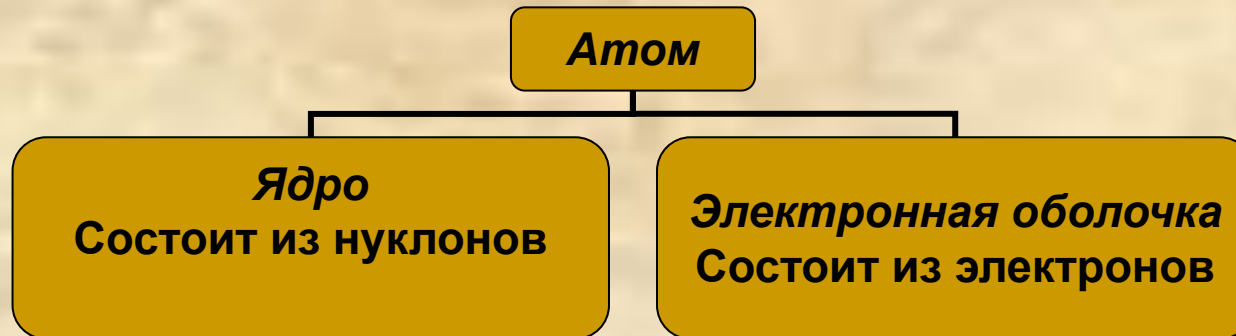 Атом
Ядро
Состоит из нуклонов
Электронная оболочка
Состоит из электронов